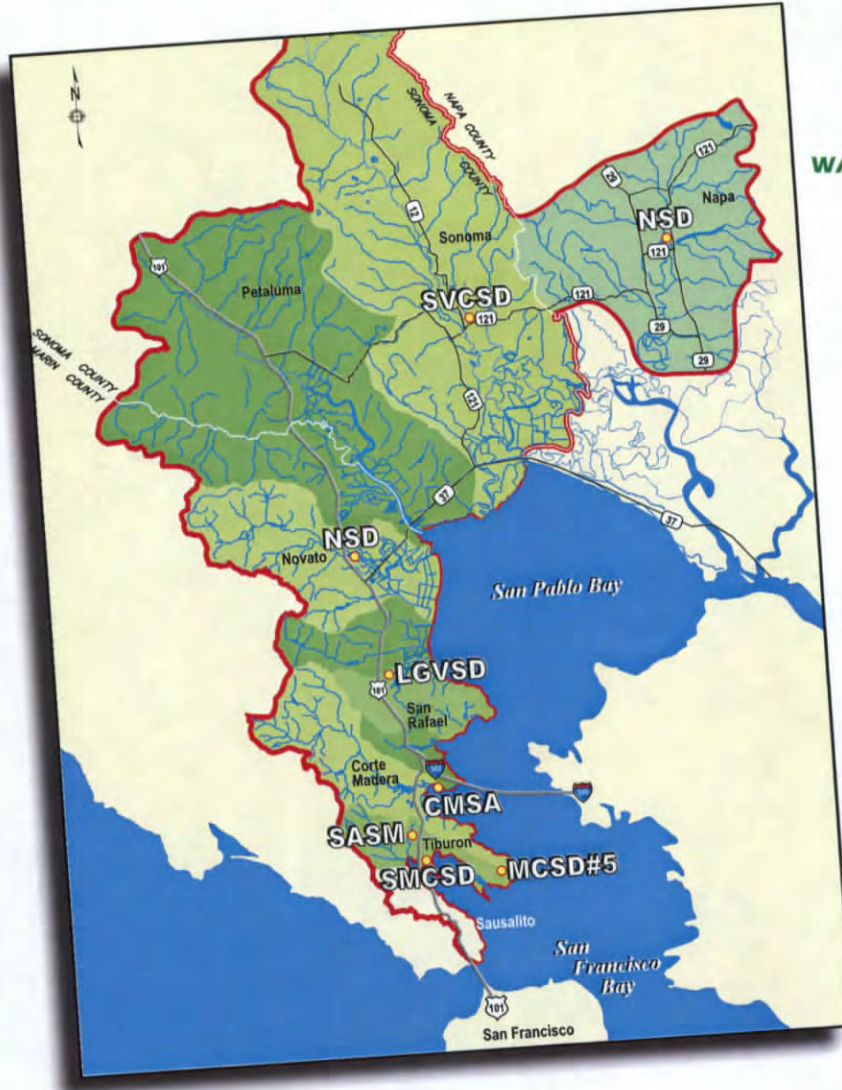 N
NAPA COUNTY
SONOMA COUNTY
WA
121
29
Napa
NSD
12
Sonoma
121
101
Petaluma
SVCSD
121
121
29
29
SONOMA COUNTY
MARIN COUNTY
121
37
37
NSD
Novato
San Pablo Bay
LGVSD
101
San
Rafael
Corte
Madera
CMSA
SASM
Tiburon
SMCSD
MCSD#5
Sausalito
San
Francisco
Bay
101
San Francisco